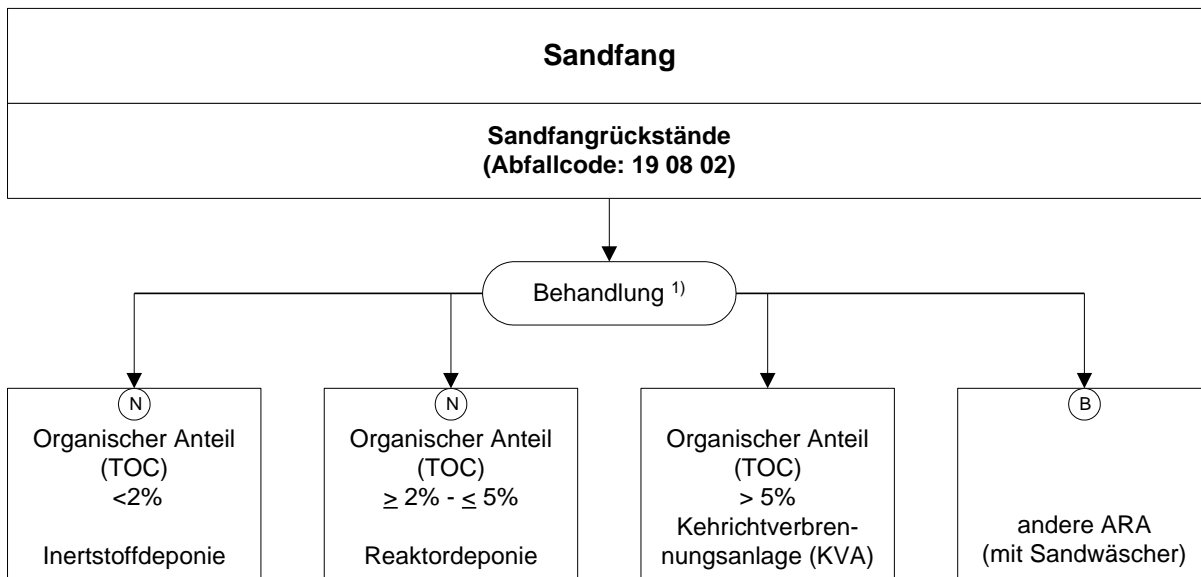 Sandfang
Sandfangrückstände
(Abfallcode: 19 08 02)
Behandlung 1)
N
Organischer Anteil
(TOC)
<2%
Inertstoffdeponie
N
Organischer Anteil
(TOC)
≥ 2% - ≤ 5%
Reaktordeponie
Organischer Anteil
(TOC)
> 5%
Kehrichtverbren-
nungsanlage (KVA)
B
andere ARA
(mit Sandwäscher)